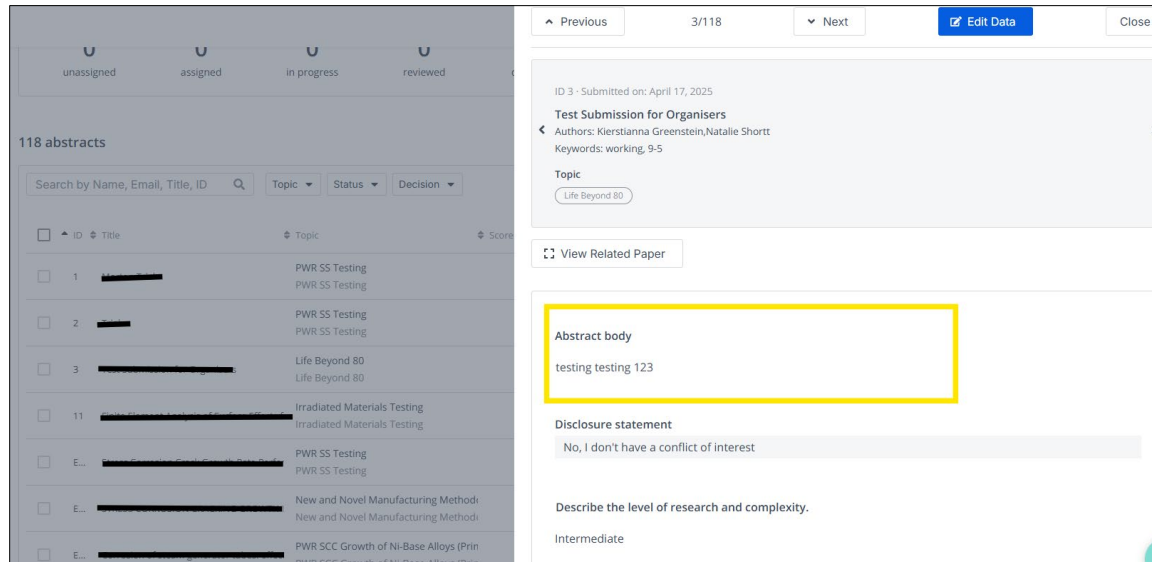 Previous 3/118 Next Edit Data Close
unassigned assigned in progress reviewed
118 abstracts
Search by Name, Email, Title, ID Topic Status Decision
ID Title Topic Score
1 PWR SS Testing
PWR SS Testing
2 PWR SS Testing
PWR SS Testing
3 Life Beyond 80
Life Beyond 80
11 Irradiated Materials Testing
Irradiated Materials Testing
E... PWR SS Testing
PWR SS Testing
E... New and Novel Manufacturing Method
New and Novel Manufacturing Method
E... PWR SCC Growth of Ni-Base Alloys (Prin
ID 3 · Submitted on: April 17, 2025
Test Submission for Organisers
Authors: Kierstianna Greenstein,Natalie Shortt
Keywords: working, 9-5
Topic
Life Beyond 80
View Related Paper
Abstract body
testing testing 123
Disclosure statement
No, I don't have a conflict of interest
Describe the level of research and complexity.
Intermediate